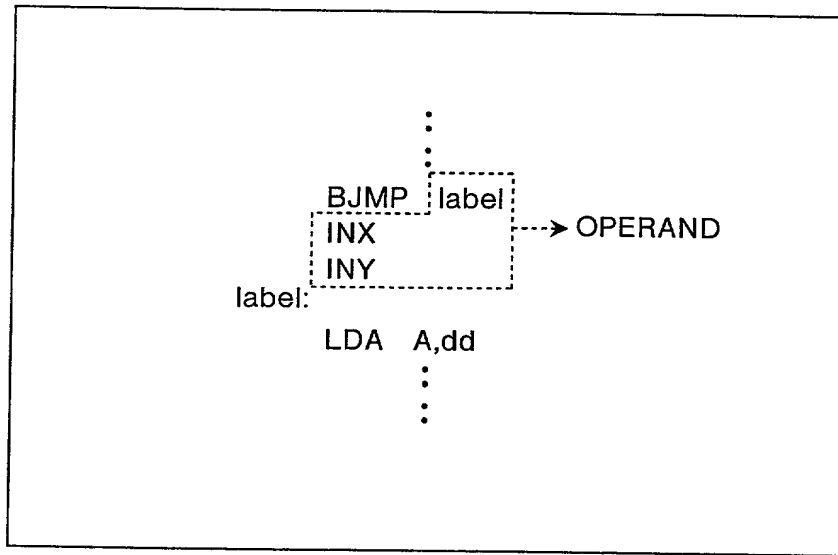 BJMP label
INX
OPERAND
INY
label:
LDA A,dd